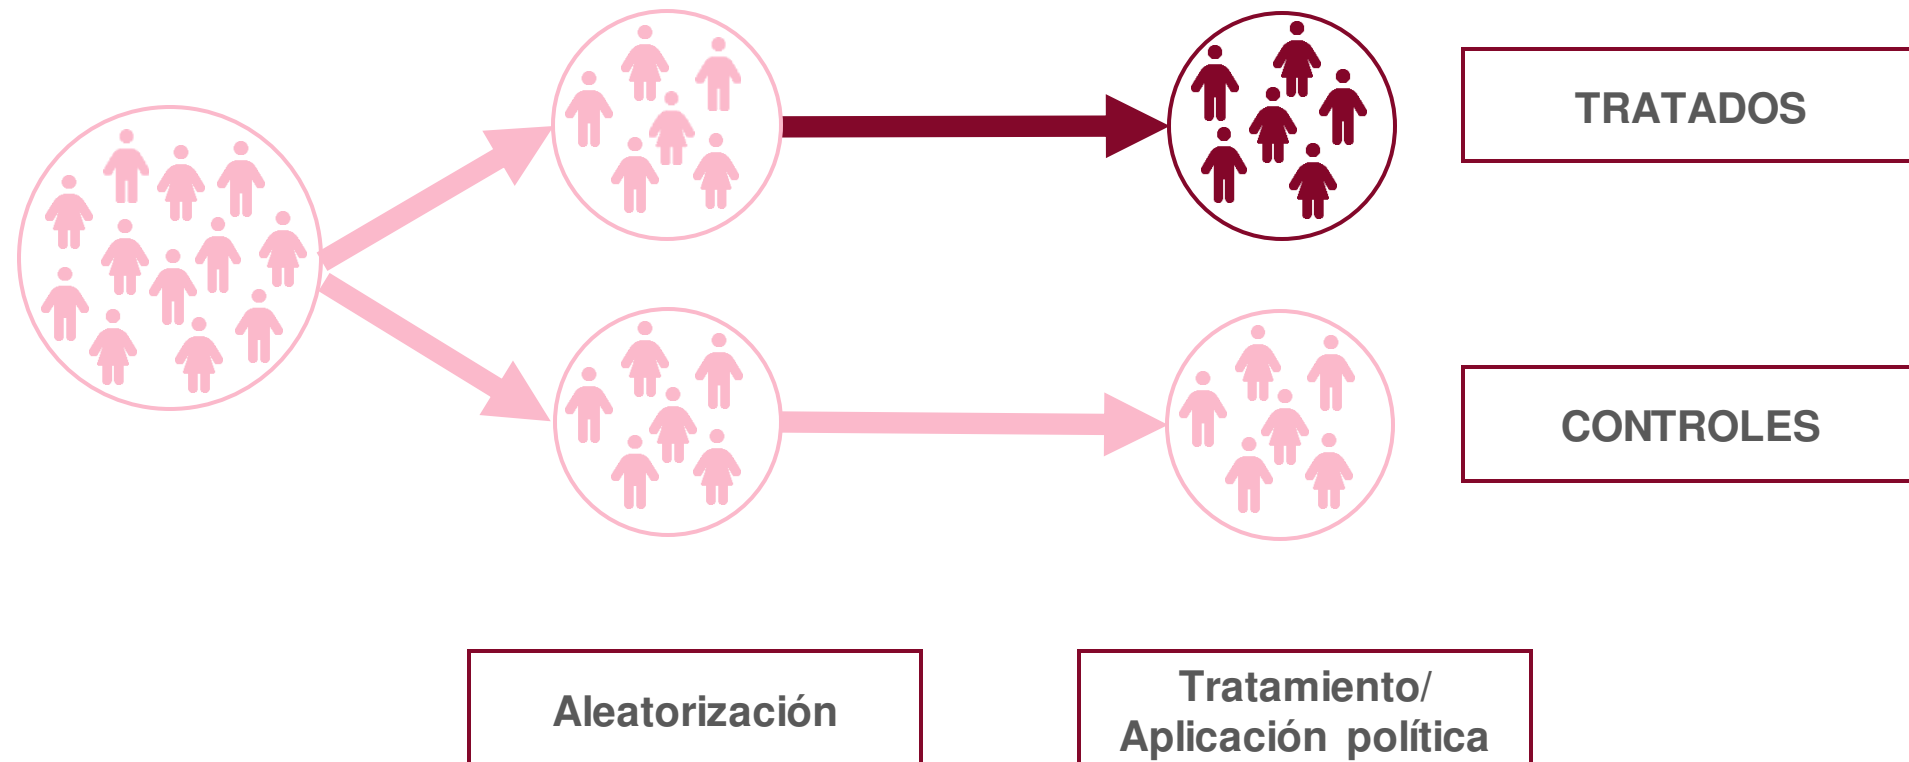 TRATADOS
CONTROLES
Aleatorización
Tratamiento/
Aplicación política